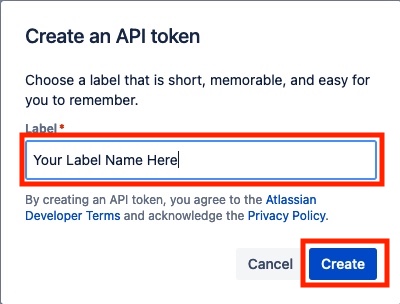 Create an API token
Choose a label that is short, memorable, and easy for
you to remember.
Label*
Your Label Name Here
By creating an API token, you agree to the Atlassian
Developer Terms and acknowledge the Privacy Policy.
Cancel Create